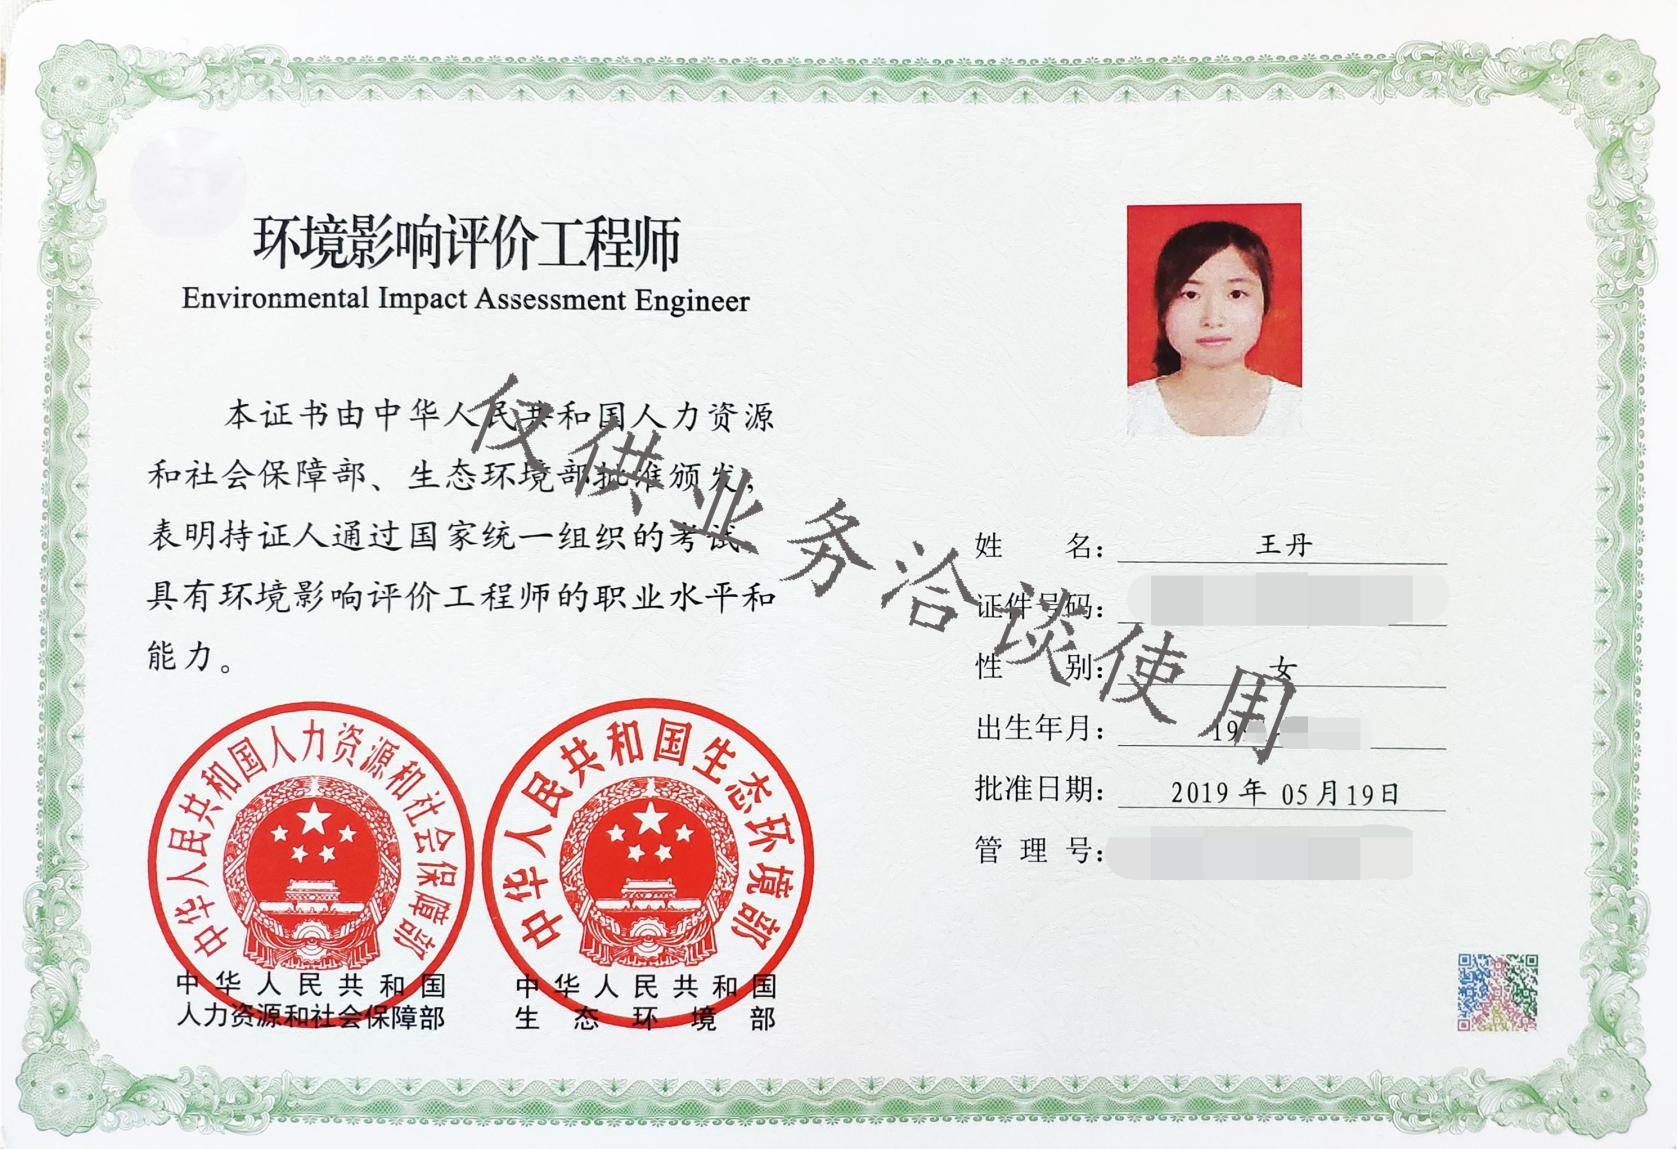 环境影响评价工程师
Environmental Impact Assessment Engineer
本证书由中华人民共和国人力资源
和社会保障部、生态环境部批准颁发，
表明持证人通过国家统一组织的考试，
具有环境影响评价工程师的职业水平和
能力。
中华人民共和国人力资源和社会保障部
中华人民共和国
人力资源和社会保障部
中华人民共和国生态环境部
中华人民共和国
生态环境部
姓名：王丹
证件号码：
性别：女
出生年月：19
批准日期：2019年05月19日
管理号：
仅供业务洽谈使用